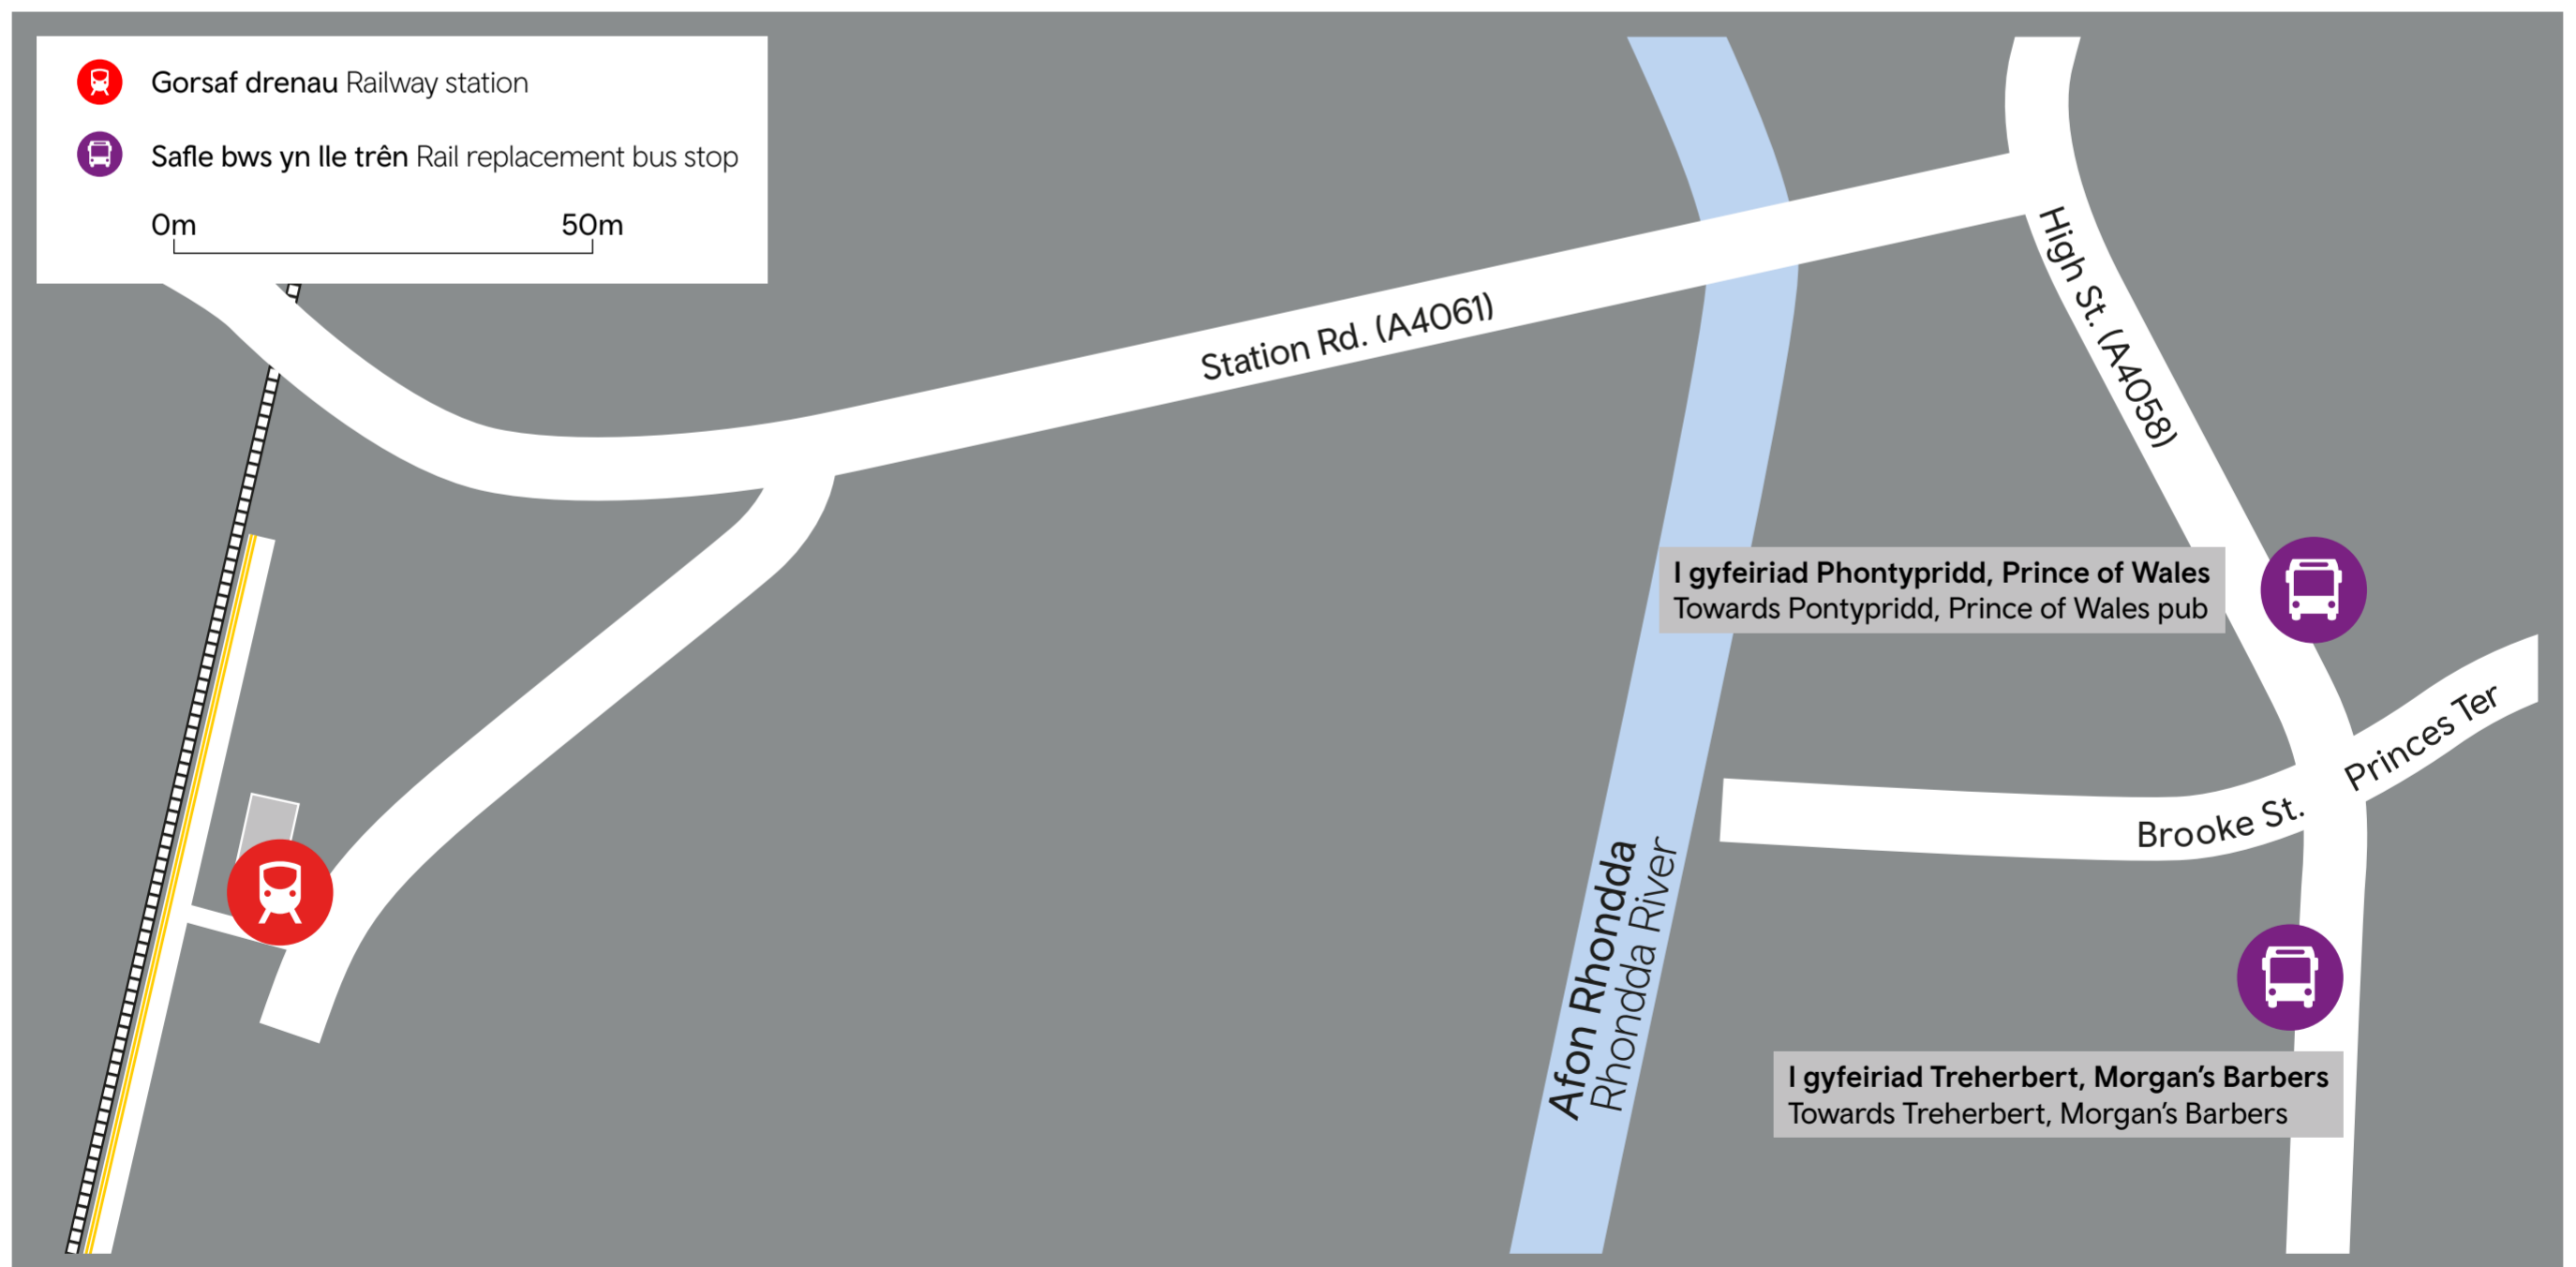 Gorsaf drenau Railway station
Safle bws yn lle trên Rail replacement bus stop
0m 50m
Station Rd. (A4061)
High St. (A4058)
I gyfeiriad Phontypridd, Prince of Wales
Towards Pontypridd, Prince of Wales pub
Princes Ter
Brooke St.
Afon Rhondda
Rhondda River
I gyfeiriad Treherbert, Morgan’s Barbers
Towards Treherbert, Morgan’s Barbers